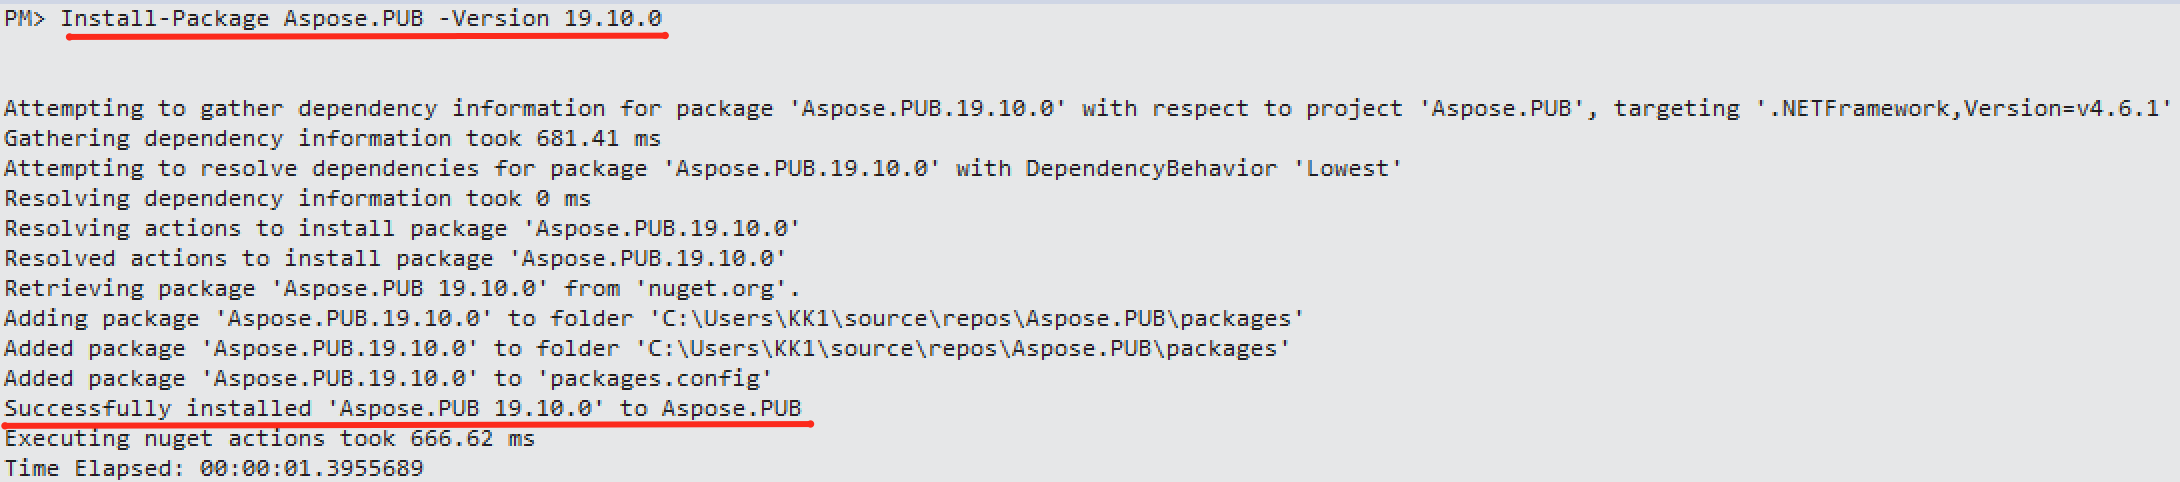 PM> Install-Package Aspose.PUB -Version 19.10.0
Attempting to gather dependency information for package 'Aspose.PUB.19.10.0' with respect to project 'Aspose.PUB', targeting '.NETFramework,Version=v4.6.1'
Gathering dependency information took 681.41 ms
Attempting to resolve dependencies for package 'Aspose.PUB.19.10.0' with DependencyBehavior 'Lowest'
Resolving dependency information took 0 ms
Resolving actions to install package 'Aspose.PUB.19.10.0'
Resolved actions to install package 'Aspose.PUB.19.10.0'
Retrieving package 'Aspose.PUB 19.10.0' from 'nuget.org'.
Adding package 'Aspose.PUB.19.10.0' to folder 'C:\Users\KK1\source\repos\Aspose.PUB\packages'
Added package 'Aspose.PUB.19.10.0' to folder 'C:\Users\KK1\source\repos\Aspose.PUB\packages'
Added package 'Aspose.PUB.19.10.0' to 'packages.config'
Successfully installed 'Aspose.PUB 19.10.0' to Aspose.PUB
Executing nuget actions took 666.62 ms
Time Elapsed: 00:00:01.3955689